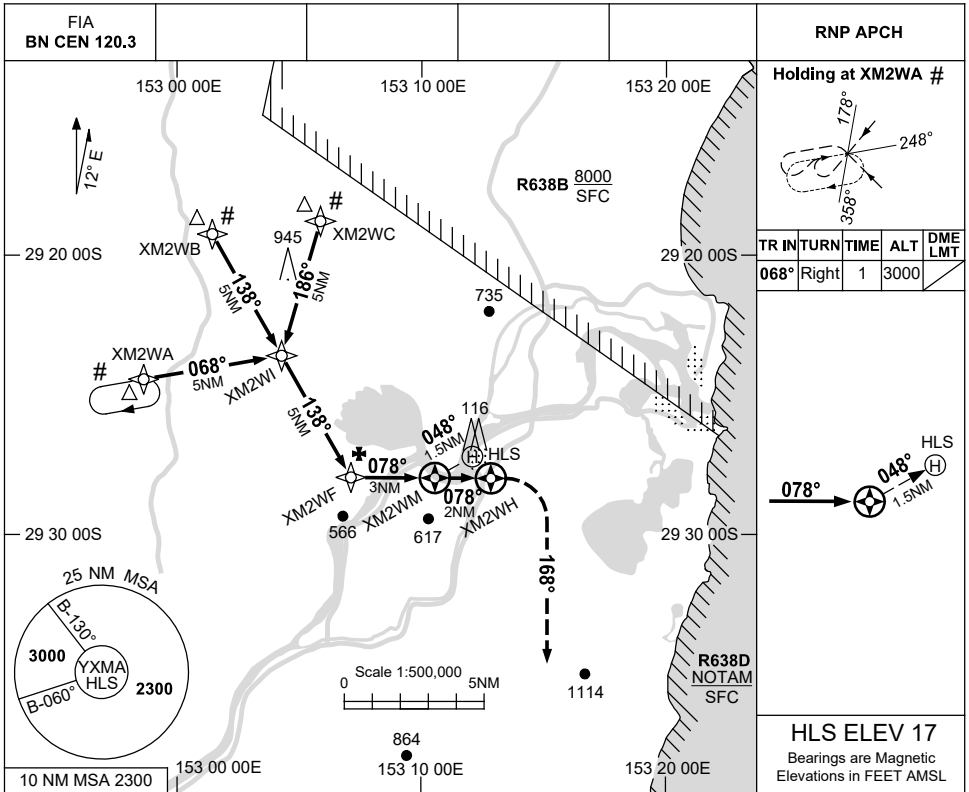 FIA
BN CEN 120.3
RNP APCH
153 00 00E
153 10 00E
153 20 00E
Holding at XM2WA #
178°
248°
358°
12° E
R638B 8000
SFC
#
#
XM2WB
945
XM2WC
29 20 00S
29 20 00S
TR IN TURN TIME ALT DME LMT
068° Right 1 3000
138°
5NM
186°
5NM
735
XM2WA
#
068°
5NM
XM2WI
138°
5NM
116
048°
1.5NM
H HLS
HLS
H
078°
048°
1.5NM
078°
3NM
078°
2NM
XM2WF
XM2WM
XM2WH
566
617
29 30 00S
29 30 00S
168°
25 NM MSA
B-130°
3000
YXMA
HLS
2300
B-060°
Scale 1:500,000
0
5NM
R638D
NOTAM
SFC
1114
864
HLS ELEV 17
Bearings are Magnetic
Elevations in FEET AMSL
10 NM MSA 2300
153 00 00E
153 10 00E
153 20 00E